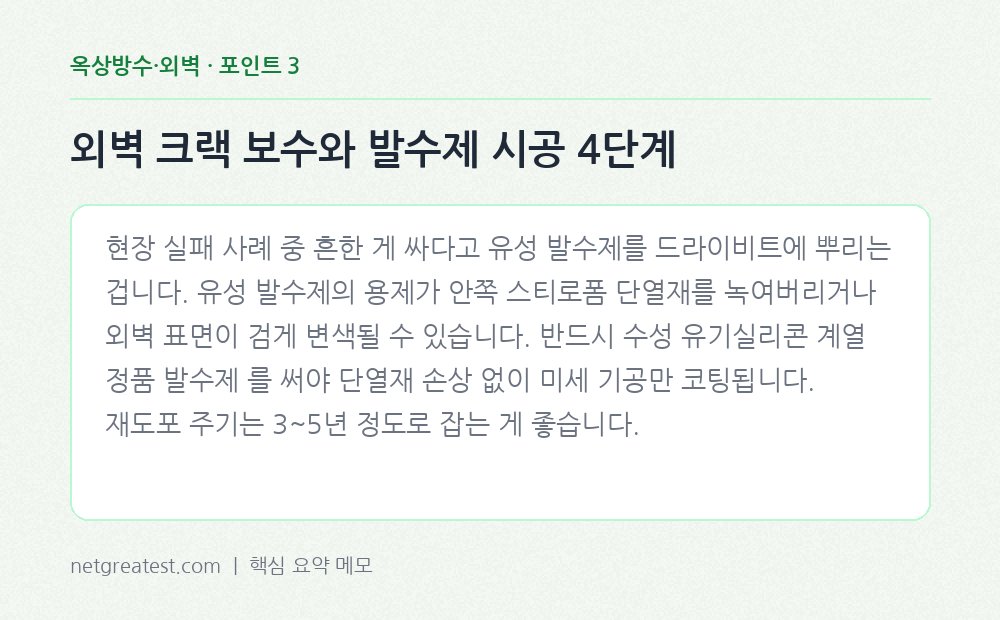 옥상방수·외벽 · 포인트 3
외벽 크랙 보수와 발수제 시공 4단계
현장 실패 사례 중 흔한 게 싸다고 유성 발수제를 드라이비트에 뿌리는
겁니다. 유성 발수제의 용제가 안쪽 스티로폼 단열재를 녹여버리거나
외벽 표면이 검게 변색될 수 있습니다. 반드시 수성 유기실리콘 계열
정품 발수제 를 써야 단열재 손상 없이 미세 기공만 코팅됩니다.
재도포 주기는 3~5년 정도로 잡는 게 좋습니다.
netgreatest.com | 핵심 요약 메모